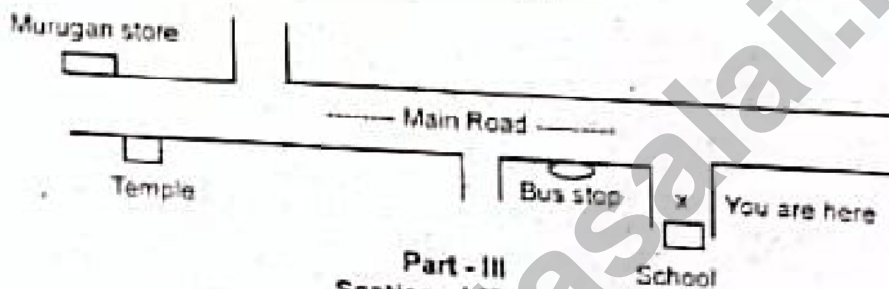 Murugan store
Main Road
Temple
Bus stop
x
You are here
School
Part - III